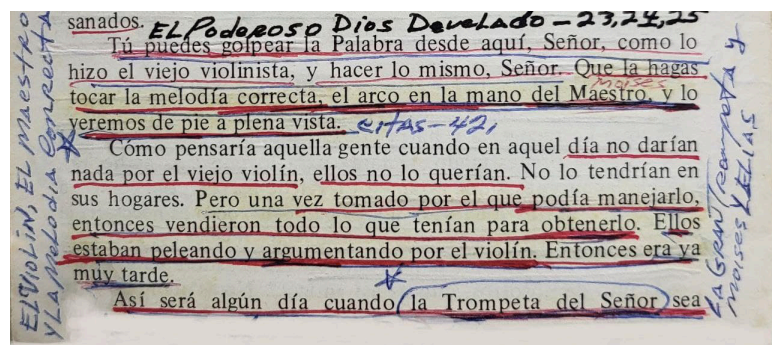 sanados. EL PODEROSO DIOS DEVELADO - 23,24,25
Tú puedes golpear la Palabra desde aquí, Señor, como lo
hizo el viejo violinista, y hacer lo mismo, Señor. Que la hagas
MOISES
tocar la melodía correcta, el arco en la mano del Maestro, y lo
veremos de pie a plena vista. citas-42,
Cómo pensaría aquella gente cuando en aquel día no darían
nada por el viejo violín, ellos no lo querían. No lo tendrían en
sus hogares. Pero una vez tomado por el que podía manejarlo,
entonces vendieron todo lo que tenían para obtenerlo. Ellos
estaban peleando y argumentando por el violín. Entonces era ya
muy tarde.
Así será algún día cuando la Trompeta del Señor sea
EL VIOLIN, EL MAESTRO
Y LA MELODIA CORRECTA
LA GRAN TROMPETA Y
MOISES Y ELIAS